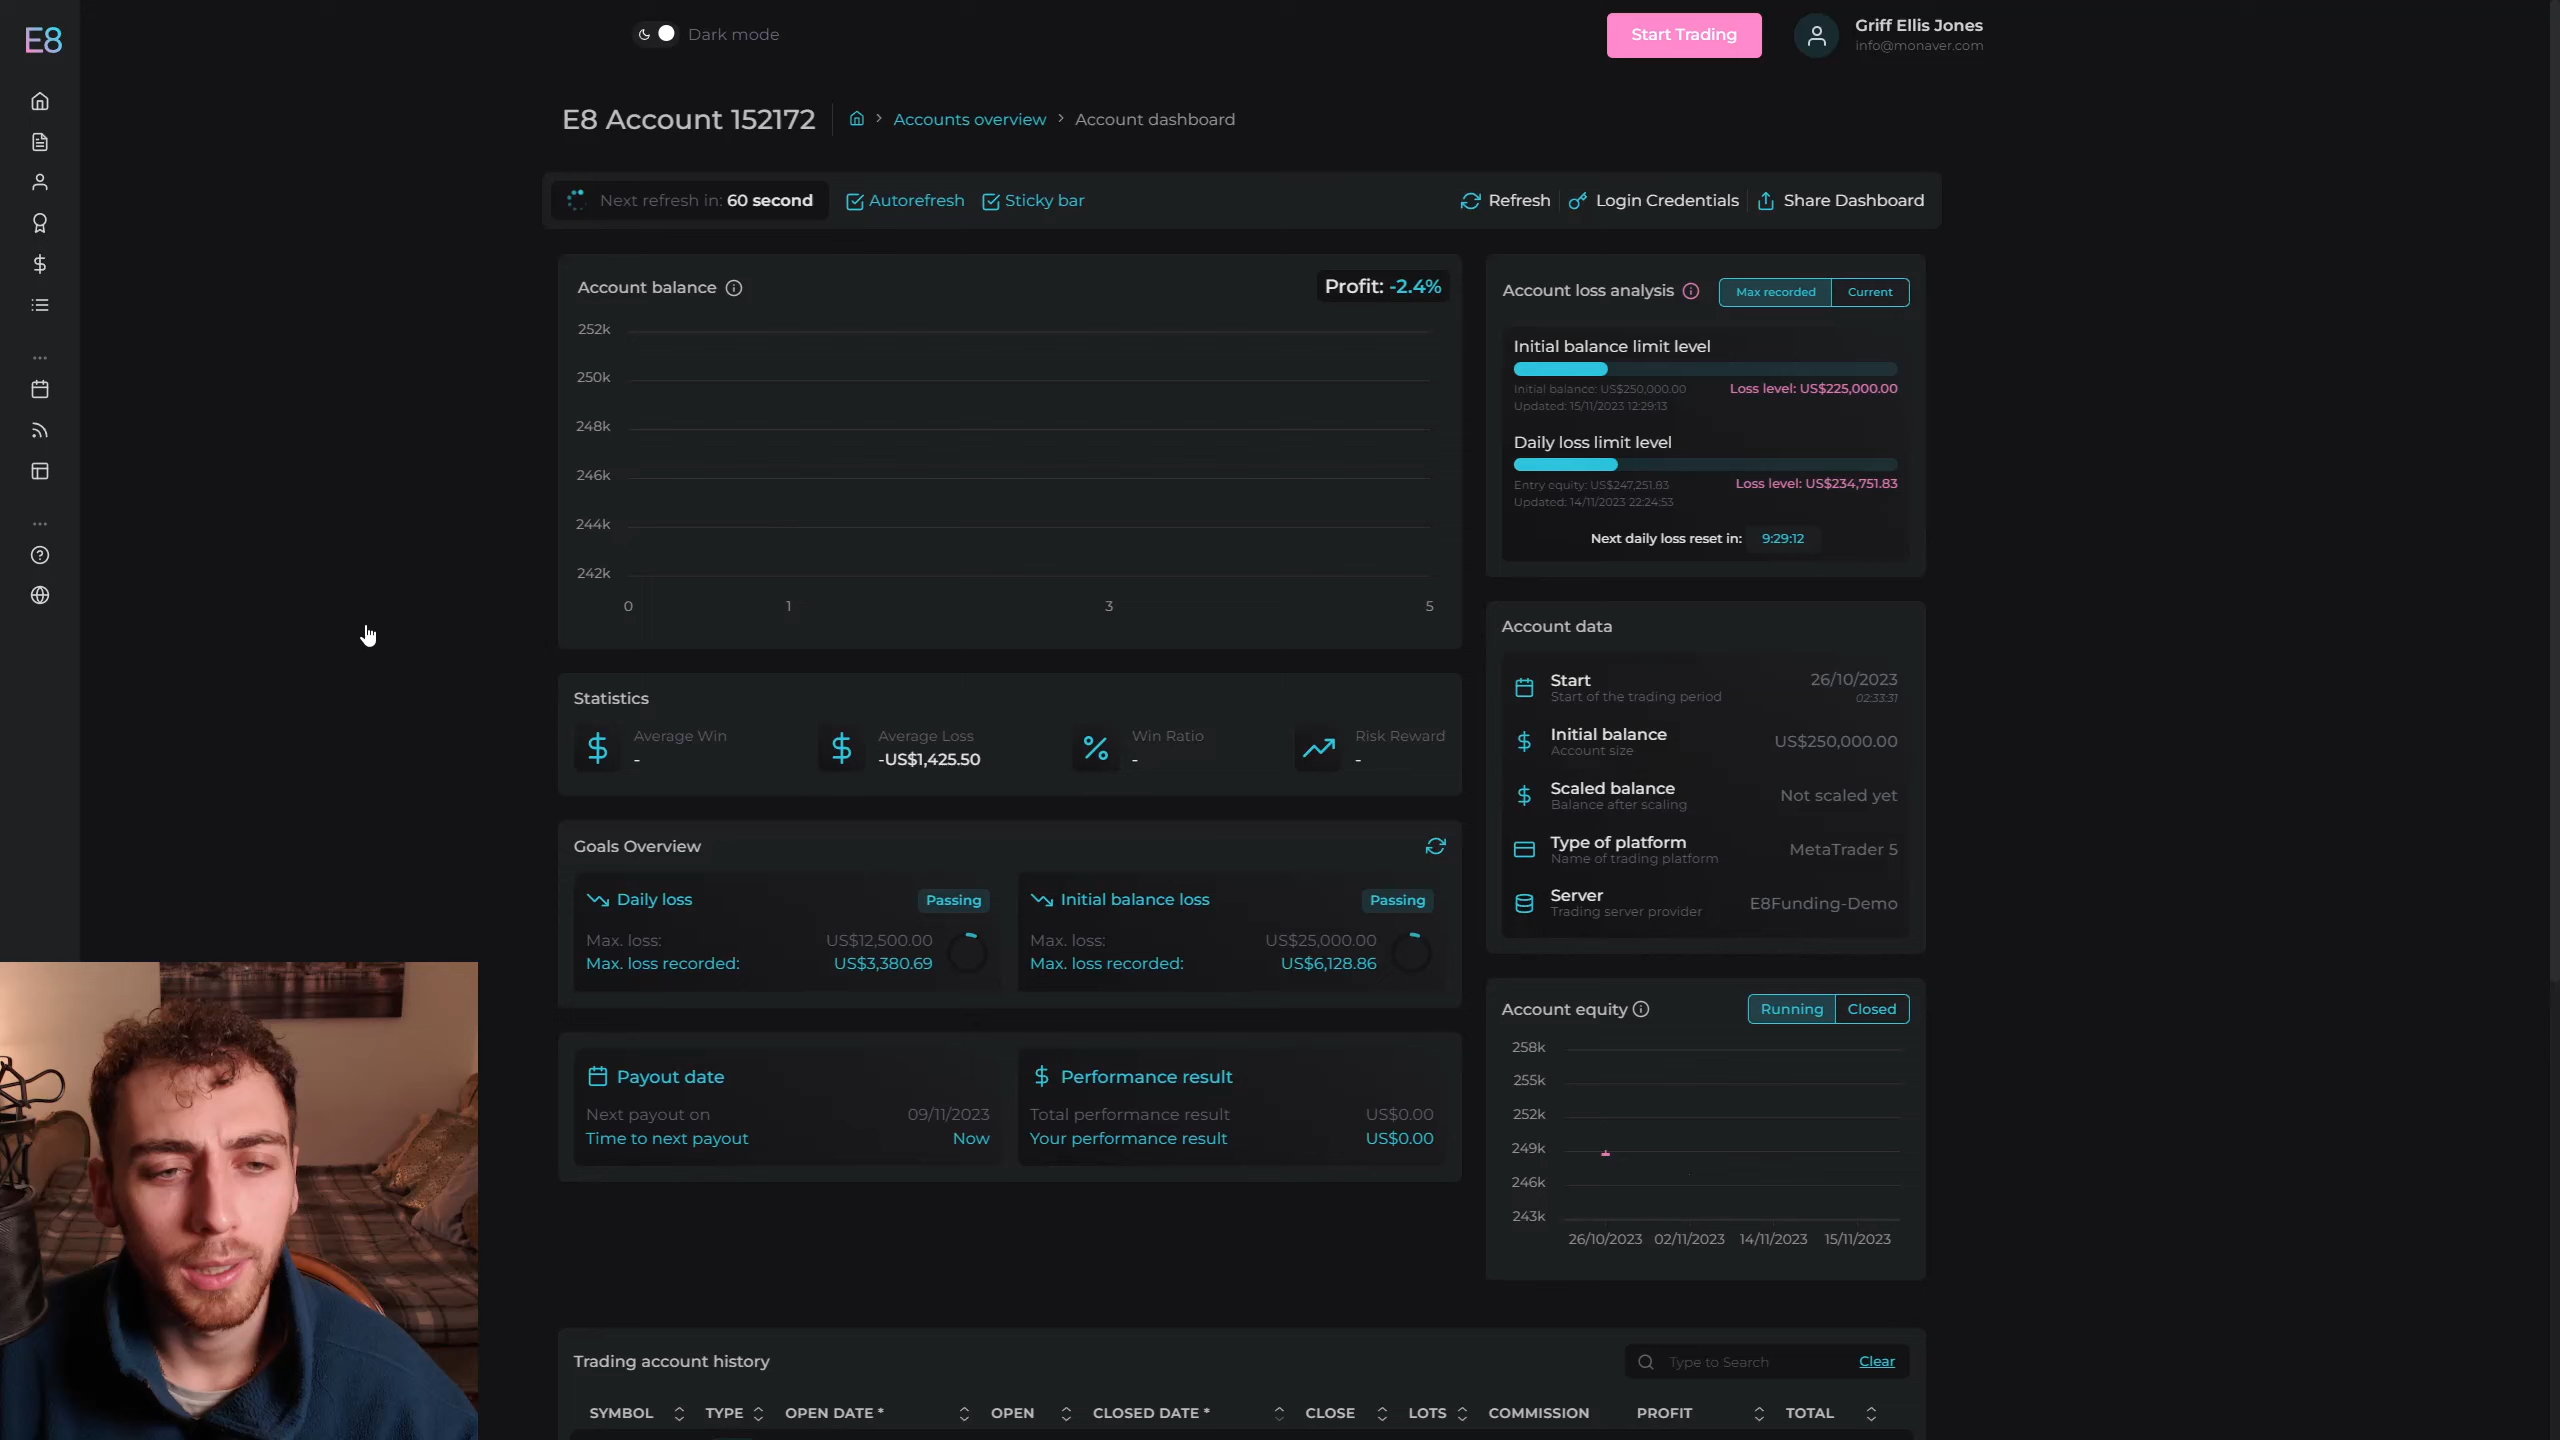 E8
Dark mode
Start Trading
Griff Ellis Jones
info@monaver.com
E8 Account 152172
Accounts overview
Account dashboard
Next refresh in: 60 second
Autorefresh
Sticky bar
Refresh
Login Credentials
Share Dashboard
Account balance
Profit: -2.4%
252k
250k
248k
246k
244k
242k
0 1 3 5
Account loss analysis
Max recorded
Current
Initial balance limit level
Initial balance: US$250,000.00
Loss level: US$225,000.00
Updated: 15/11/2023 12:29:13
Daily loss limit level
Entry equity: US$247,251.83
Loss level: US$234,751.83
Updated: 14/11/2023 22:24:53
Next daily loss reset in: 9:29:12
Statistics
Average Win
-
Average Loss
-US$1,425.50
Win Ratio
-
Risk Reward
-
Account data
Start
26/10/2023
Start of the trading period
02:33:31
Initial balance
Account size
US$250,000.00
Scaled balance
Balance after scaling
Not scaled yet
Type of platform
Name of trading platform
MetaTrader 5
Server
Trading server provider
E8Funding-Demo
Goals Overview
Daily loss
Passing
Max. loss: US$12,500.00
Max. loss recorded: US$3,380.69
Initial balance loss
Passing
Max. loss: US$25,000.00
Max. loss recorded: US$6,128.86
Payout date
Next payout on 09/11/2023
Time to next payout Now
Performance result
Total performance result US$0.00
Your performance result US$0.00
Account equity
Running
Closed
258k
255k
252k
249k
246k
243k
26/10/2023 02/11/2023 14/11/2023 15/11/2023
Trading account history
Type to Search
Clear
SYMBOL TYPE OPEN DATE * OPEN CLOSED DATE * CLOSE LOTS COMMISSION PROFIT TOTAL